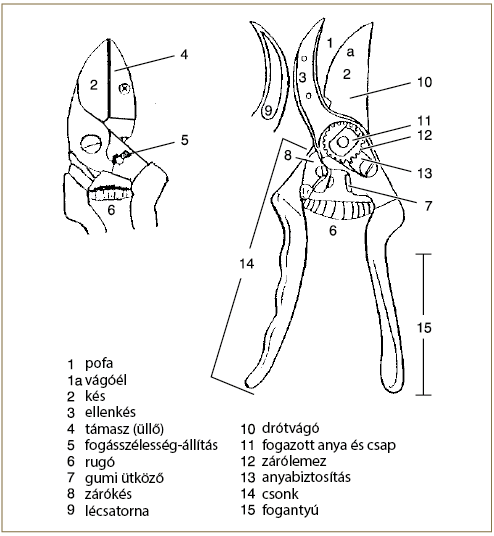 2
4
5
6
1
a
2
3
9
10
11
12
13
8
7
6
14
15
1 pofa
1a vágóél
2 kés
3 ellenkés
4 támasz (üllő)
5 fogásszélesség-állítás
6 rugó
7 gumi ütköző
8 zárókés
9 lécsatorna
10 drótvágó
11 fogazott anya és csap
12 zárólemez
13 anyabiztosítás
14 csonk
15 fogantyú